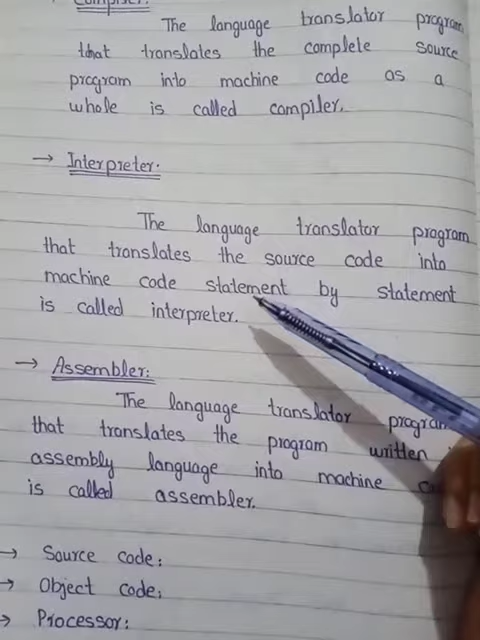 Compiler:
The language translator program
that translates the complete source
program into machine code as a
whole is called compiler.
→ Interpreter:
The language translator program
that translates the source code into
machine code statement by statement
is called interpreter.
→ Assembler:
The language translator program
that translates the program written
assembly language into machine
is called assembler.
→ Source code:
→ Object code:
→ Processor: